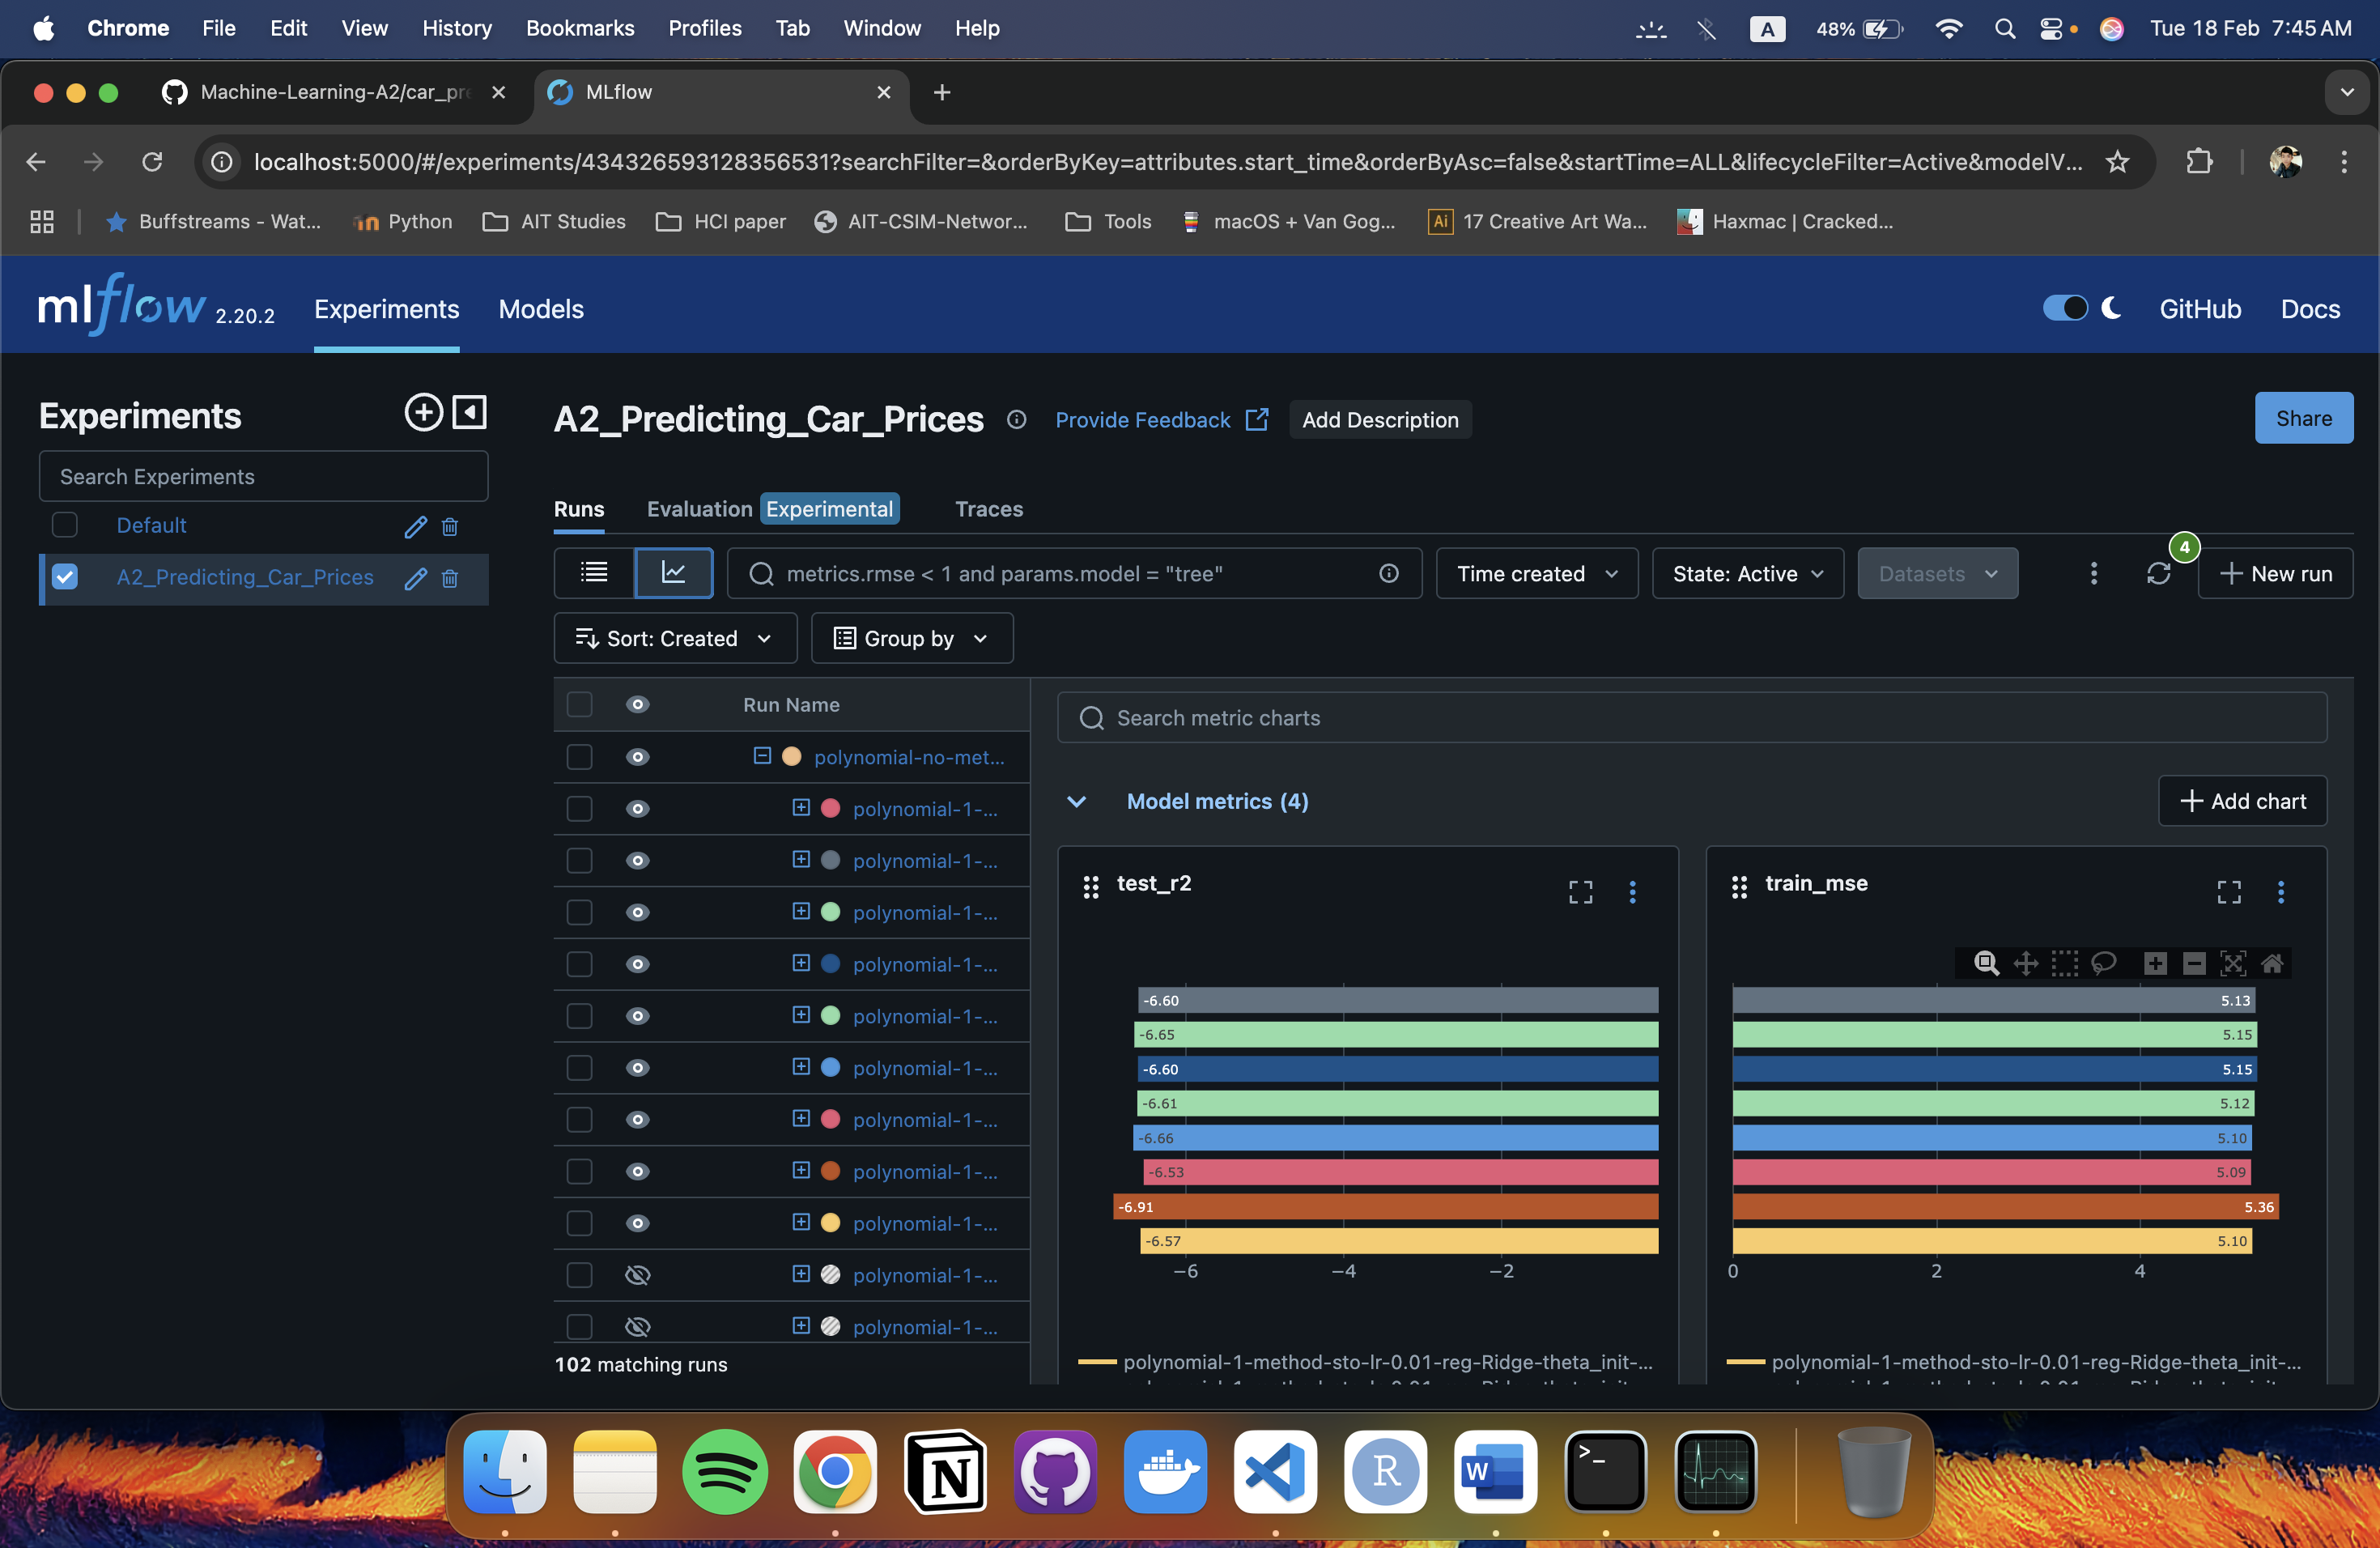 Chrome File Edit View History Bookmarks Profiles Tab Window Help A 48% Tue 18 Feb 7:45 AM
Machine-Learning-A2/car_pre MLflow
localhost:5000/#/experiments/434326593128356531?searchFilter=&orderByKey=attributes.start_time&orderByAsc=false&startTime=ALL&lifecycleFilter=Active&modelV...
Buffstreams - Wat... Python AIT Studies HCI paper AIT-CSIM-Networ... Tools macOS + Van Gog... Ai 17 Creative Art Wa... Haxmac | Cracked...
mlflow 2.20.2 Experiments Models GitHub Docs
Experiments
Search Experiments
Default
A2_Predicting_Car_Prices
A2_Predicting_Car_Prices Provide Feedback Add Description Share
Runs Evaluation Experimental Traces
metrics.rmse < 1 and params.model = "tree" Time created State: Active Datasets 4 New run
Sort: Created Group by
Run Name
polynomial-no-met...
polynomial-1-...
polynomial-1-...
polynomial-1-...
polynomial-1-...
polynomial-1-...
polynomial-1-...
polynomial-1-...
polynomial-1-...
polynomial-1-...
polynomial-1-...
polynomial-1-...
102 matching runs
Search metric charts
Model metrics (4) Add chart
test_r2
-6.60
-6.65
-6.60
-6.61
-6.66
-6.53
-6.91
-6.57
−6 −4 −2
polynomial-1-method-sto-lr-0.01-reg-Ridge-theta_init-...
train_mse
5.13
5.15
5.15
5.12
5.10
5.09
5.36
5.10
0 2 4
polynomial-1-method-sto-lr-0.01-reg-Ridge-theta_init-...
N R W >_